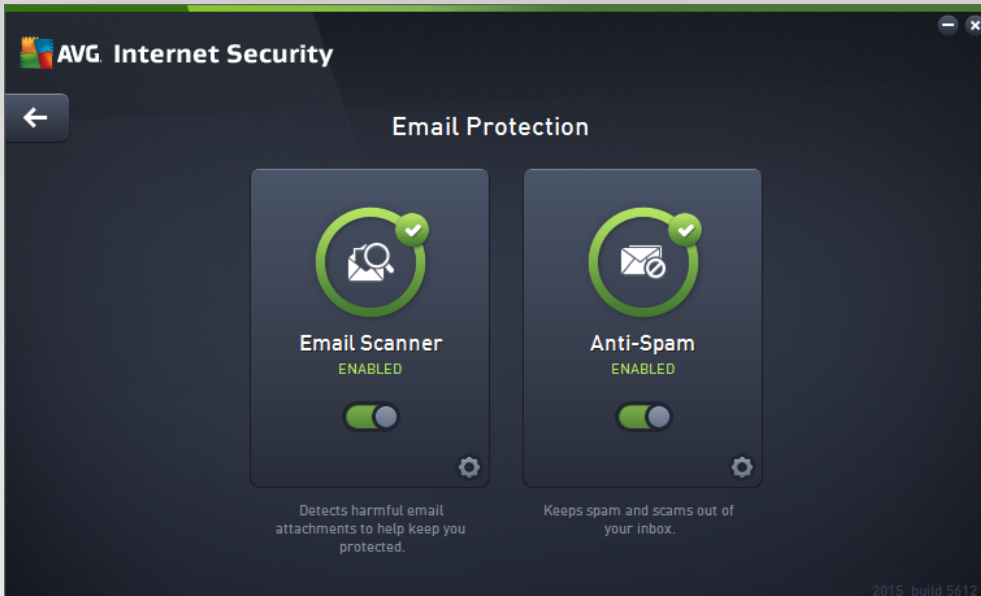 AVG. Internet Security
Email Protection
Email Scanner
ENABLED
Detects harmful email
attachments to help keep you
protected.
Anti-Spam
ENABLED
Keeps spam and scams out of
your inbox.
2015 build 5612